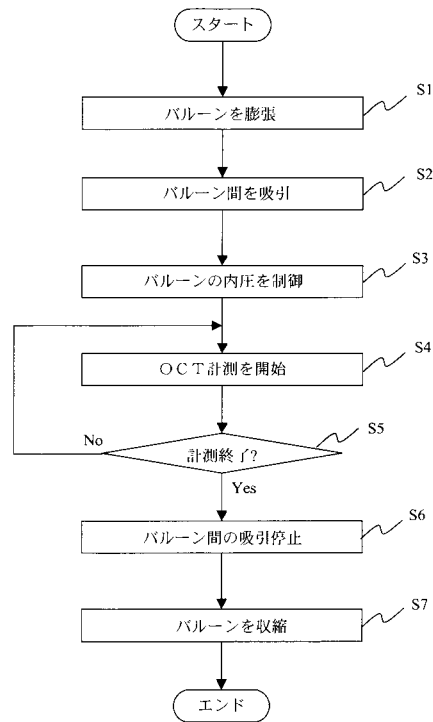 スタート
バルーンを膨張
S1
バルーン間を吸引
S2
バルーンの内圧を制御
S3
OCT計測を開始
S4
計測終了?
S5
No
Yes
バルーン間の吸引停止
S6
バルーンを収縮
S7
エンド